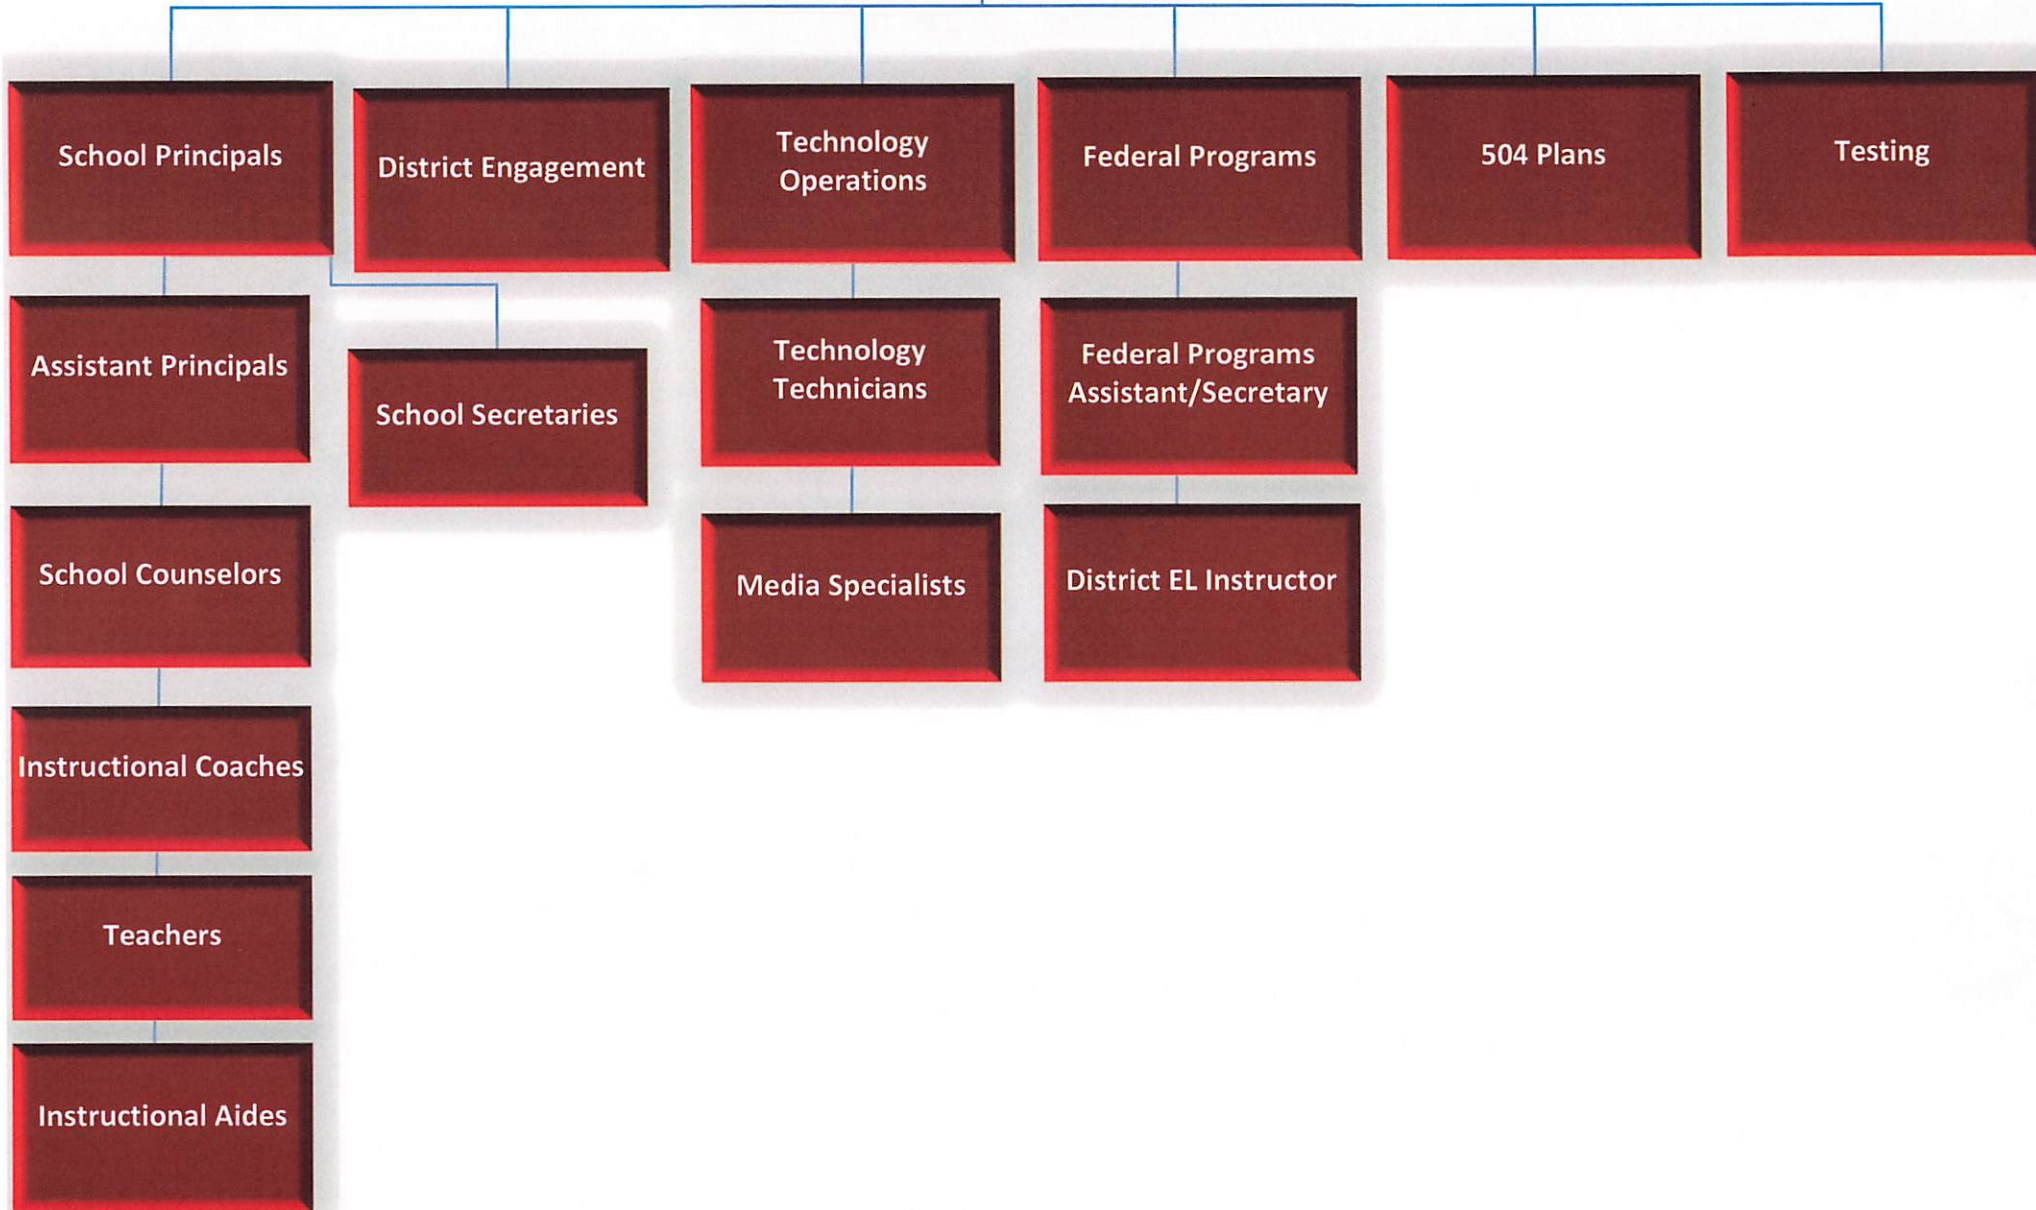 School Principals
District Engagement
Technology
Operations
Federal Programs
504 Plans
Testing
Assistant Principals
School Secretaries
Technology
Technicians
Federal Programs
Assistant/Secretary
School Counselors
Media Specialists
District EL Instructor
Instructional Coaches
Teachers
Instructional Aides